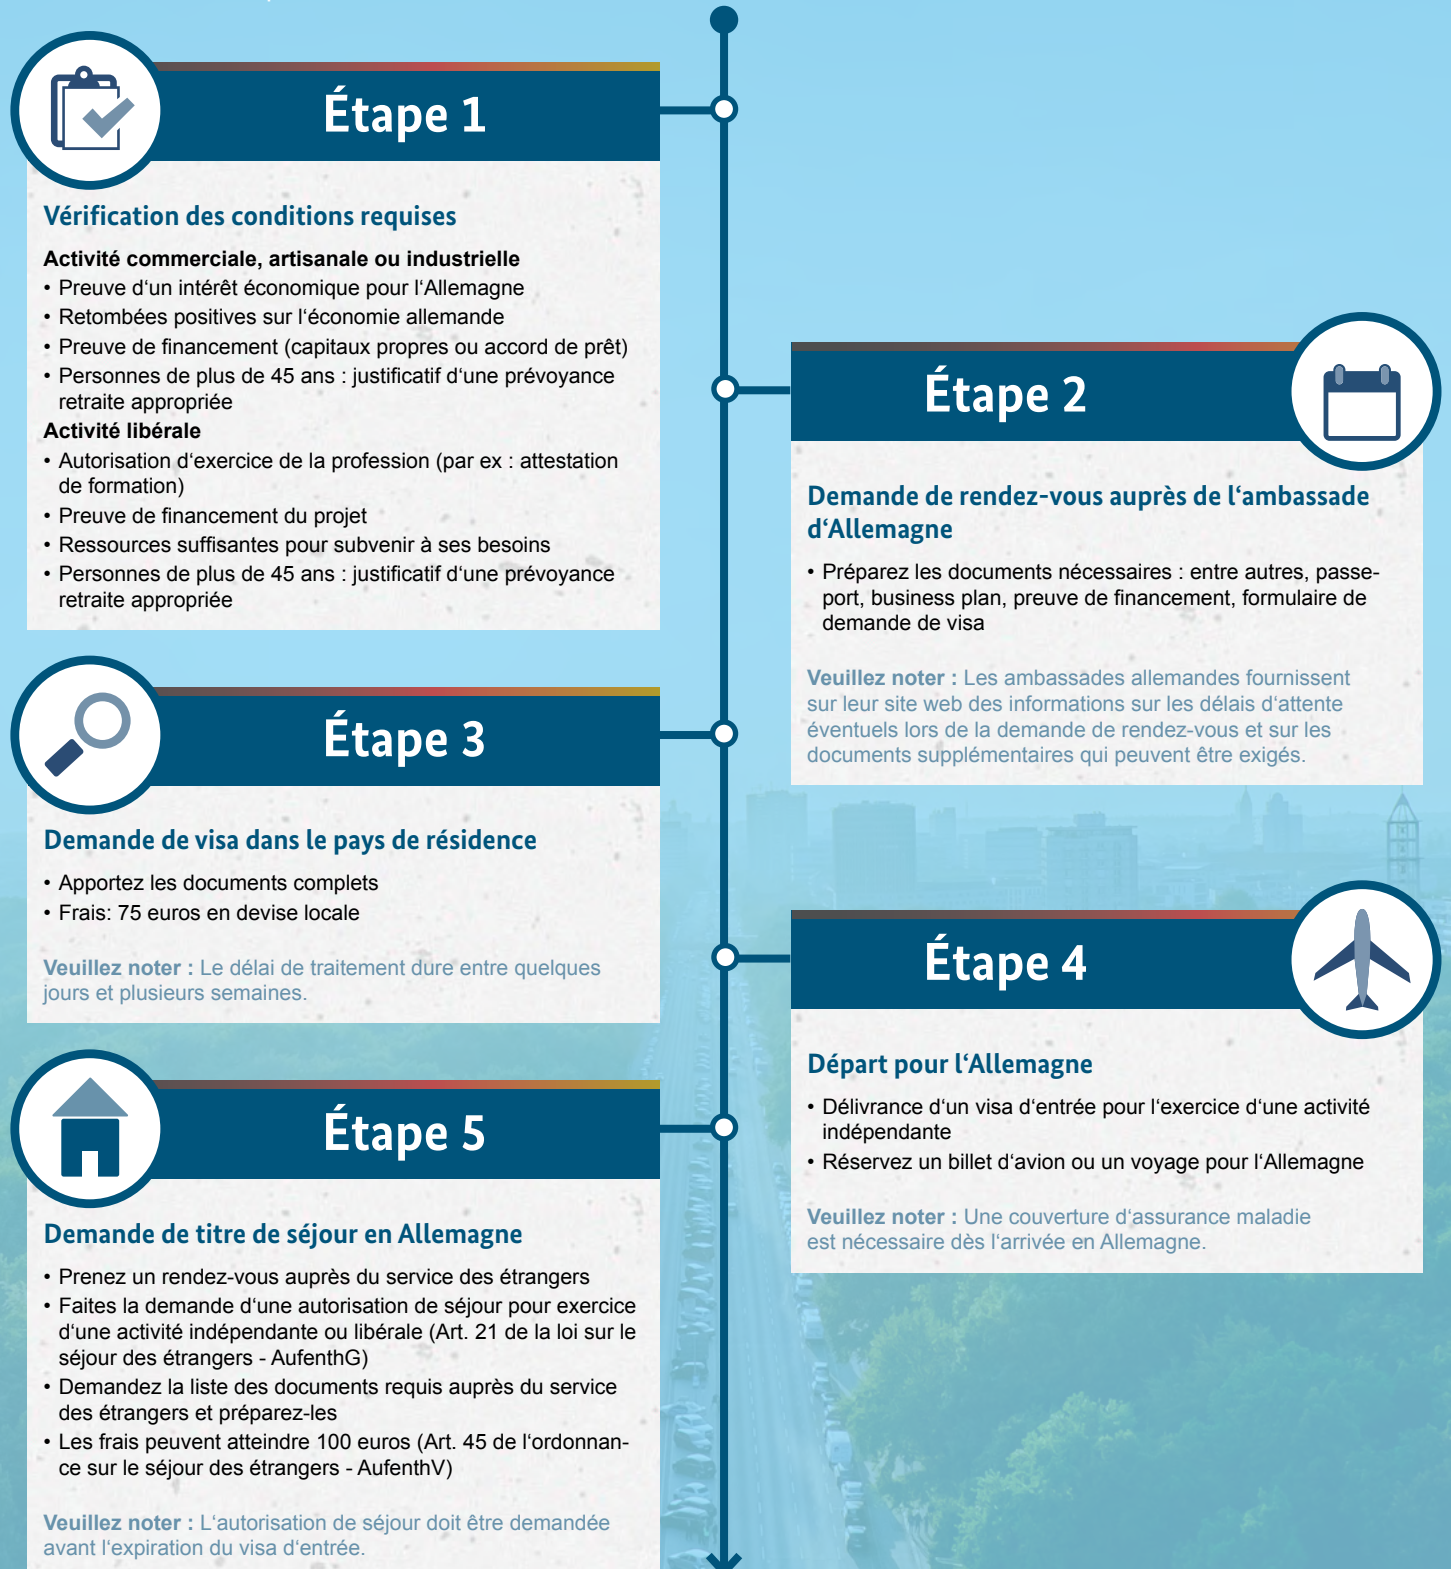 Étape 1
Vérification des conditions requises
Activité commerciale, artisanale ou industrielle
• Preuve d‘un intérêt économique pour l‘Allemagne
• Retombées positives sur l‘économie allemande
• Preuve de financement (capitaux propres ou accord de prêt)
• Personnes de plus de 45 ans : justificatif d‘une prévoyance
retraite appropriée
Activité libérale
• Autorisation d‘exercice de la profession (par ex : attestation
de formation)
• Preuve de financement du projet
• Ressources suffisantes pour subvenir à ses besoins
• Personnes de plus de 45 ans : justificatif d‘une prévoyance
retraite appropriée
Étape 2
Demande de rendez-vous auprès de l‘ambassade
d‘Allemagne
• Préparez les documents nécessaires : entre autres, passe-
port, business plan, preuve de financement, formulaire de
demande de visa
Veuillez noter : Les ambassades allemandes fournissent
sur leur site web des informations sur les délais d‘attente
éventuels lors de la demande de rendez-vous et sur les
documents supplémentaires qui peuvent être exigés.
Étape 3
Demande de visa dans le pays de résidence
• Apportez les documents complets
• Frais: 75 euros en devise locale
Veuillez noter : Le délai de traitement dure entre quelques
jours et plusieurs semaines.
Étape 4
Départ pour l‘Allemagne
• Délivrance d‘un visa d‘entrée pour l‘exercice d‘une activité
indépendante
• Réservez un billet d‘avion ou un voyage pour l‘Allemagne
Veuillez noter : Une couverture d‘assurance maladie
est nécessaire dès l‘arrivée en Allemagne.
Étape 5
Demande de titre de séjour en Allemagne
• Prenez un rendez-vous auprès du service des étrangers
• Faites la demande d‘une autorisation de séjour pour exercice
d‘une activité indépendante ou libérale (Art. 21 de la loi sur le
séjour des étrangers - AufenthG)
• Demandez la liste des documents requis auprès du service
des étrangers et préparez-les
• Les frais peuvent atteindre 100 euros (Art. 45 de l‘ordonnan-
ce sur le séjour des étrangers - AufenthV)
Veuillez noter : L‘autorisation de séjour doit être demandée
avant l‘expiration du visa d‘entrée.